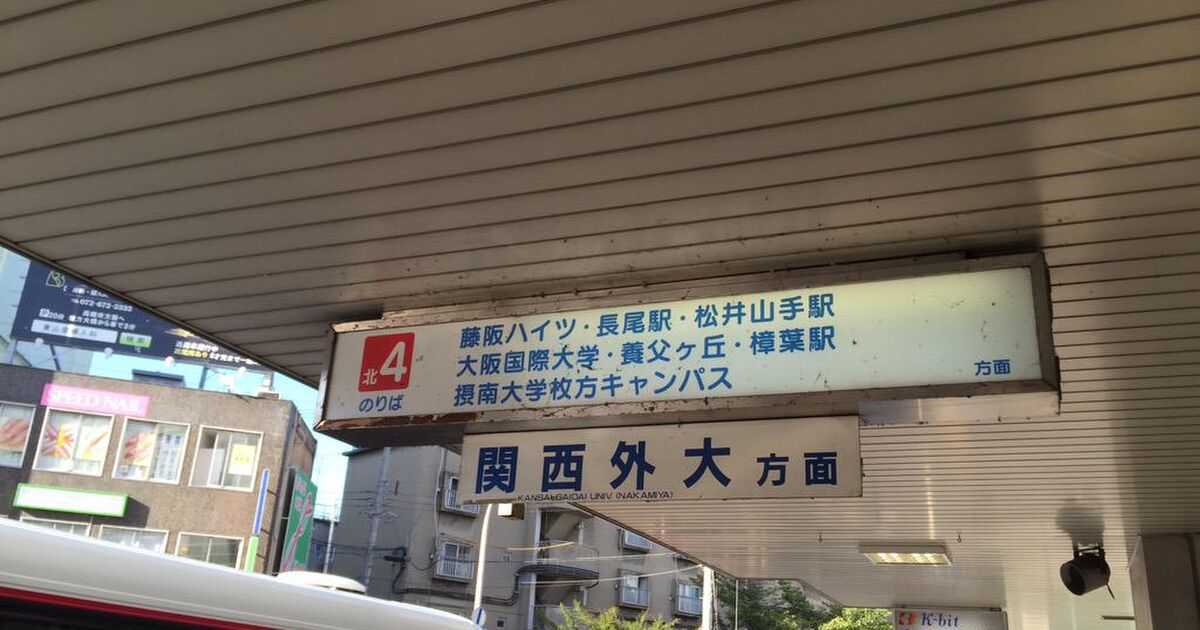 北4
のりば
藤阪ハイツ・長尾駅・松井山手駅
大阪国際大学・養父ヶ丘・樟葉駅
摂南大学枚方キャンパス
方面
関西外大方面
KANSAI GAIDAI UNIV. (NAKAMIYA)
072-672-2222
SPEED NAIL
K-bit